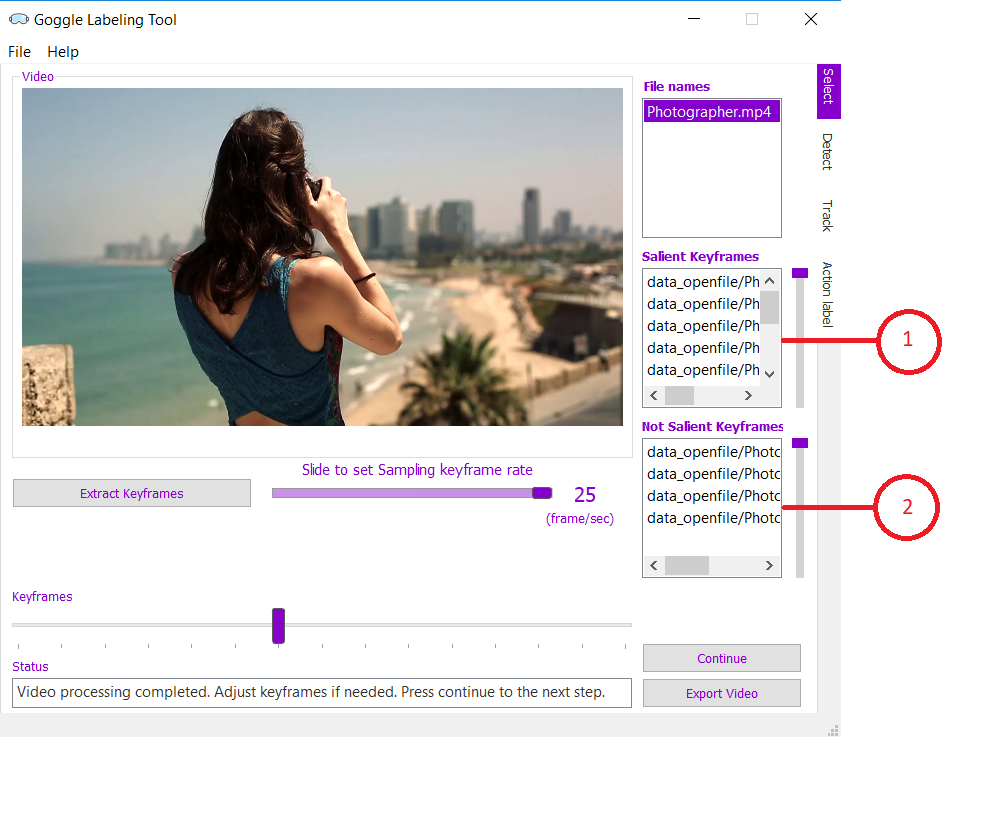 Goggle Labeling Tool
File Help
Video
File names
Photographer.mp4
Salient Keyframes
data_openfile/Ph
data_openfile/Ph
data_openfile/Ph
data_openfile/Ph
data_openfile/Ph
1
Not Salient Keyframes
data_openfile/Photo
data_openfile/Photo
data_openfile/Photo
data_openfile/Photo
2
Select
Detect
Track
Action label
Slide to set Sampling keyframe rate
Extract Keyframes
25
(frame/sec)
Keyframes
Status
Video processing completed. Adjust keyframes if needed. Press continue to the next step.
Continue
Export Video